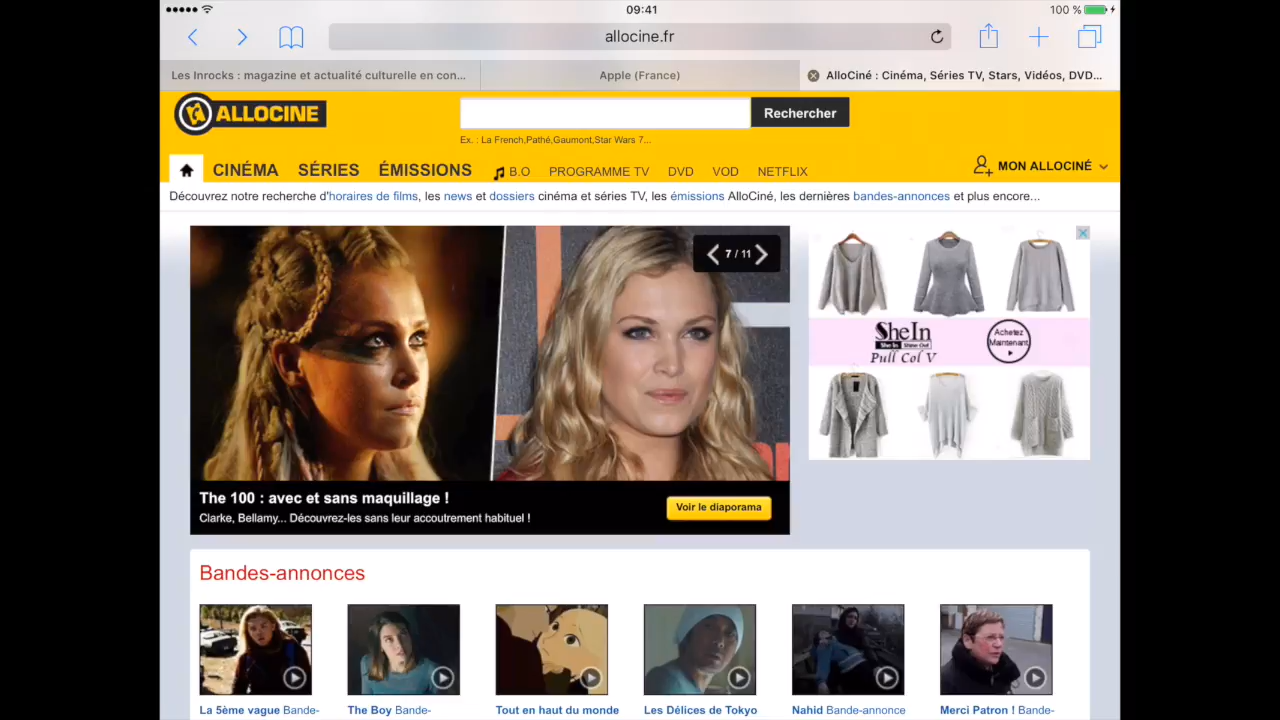 09:41
100 %
allocine.fr
Les Inrocks : magazine et actualité culturelle en con...
Apple (France)
AlloCiné : Cinéma, Séries TV, Stars, Vidéos, DVD...
ALLOCINE
Rechercher
Ex. : La French,Pathé,Gaumont,Star Wars 7...
CINÉMA SÉRIES ÉMISSIONS B.O PROGRAMME TV DVD VOD NETFLIX
MON ALLOCINÉ
Découvrez notre recherche d'horaires de films, les news et dossiers cinéma et séries TV, les émissions AlloCiné, les dernières bandes-annonces et plus encore...
7 / 11
SheIn
She In Shine Out
Pull Col V
Achetez
Maintenant
The 100 : avec et sans maquillage !
Clarke, Bellamy... Découvrez-les sans leur accoutrement habituel !
Voir le diaporama
Bandes-annonces
La 5ème vague Bande-
The Boy Bande-
Tout en haut du monde
Les Délices de Tokyo
Nahid Bande-annonce
Merci Patron ! Bande-